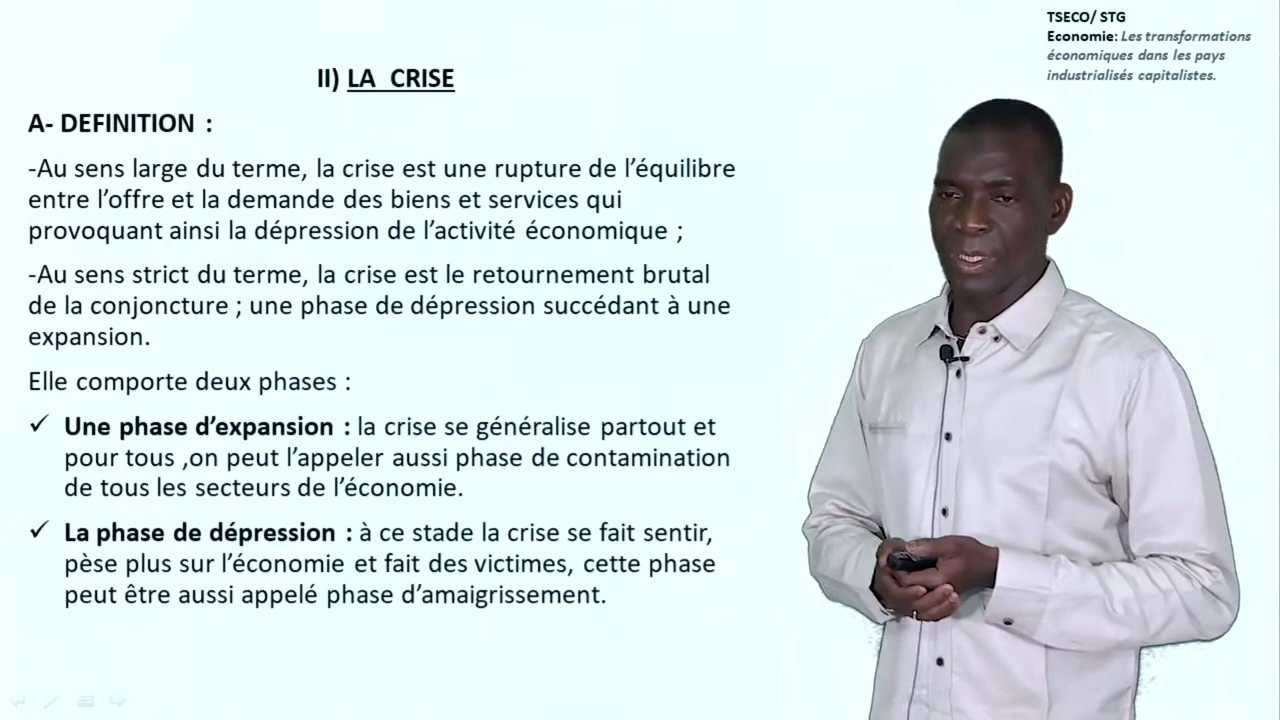 TSECO/ STG
Economie: Les transformations
économiques dans les pays
industrialisés capitalistes.
II) LA CRISE
A- DEFINITION :
-Au sens large du terme, la crise est une rupture de l’équilibre
entre l’offre et la demande des biens et services qui
provoquant ainsi la dépression de l’activité économique ;
-Au sens strict du terme, la crise est le retournement brutal
de la conjoncture ; une phase de dépression succédant à une
expansion.
Elle comporte deux phases :
✓ Une phase d’expansion : la crise se généralise partout et
pour tous ,on peut l’appeler aussi phase de contamination
de tous les secteurs de l’économie.
✓ La phase de dépression : à ce stade la crise se fait sentir,
pèse plus sur l’économie et fait des victimes, cette phase
peut être aussi appelé phase d’amaigrissement.